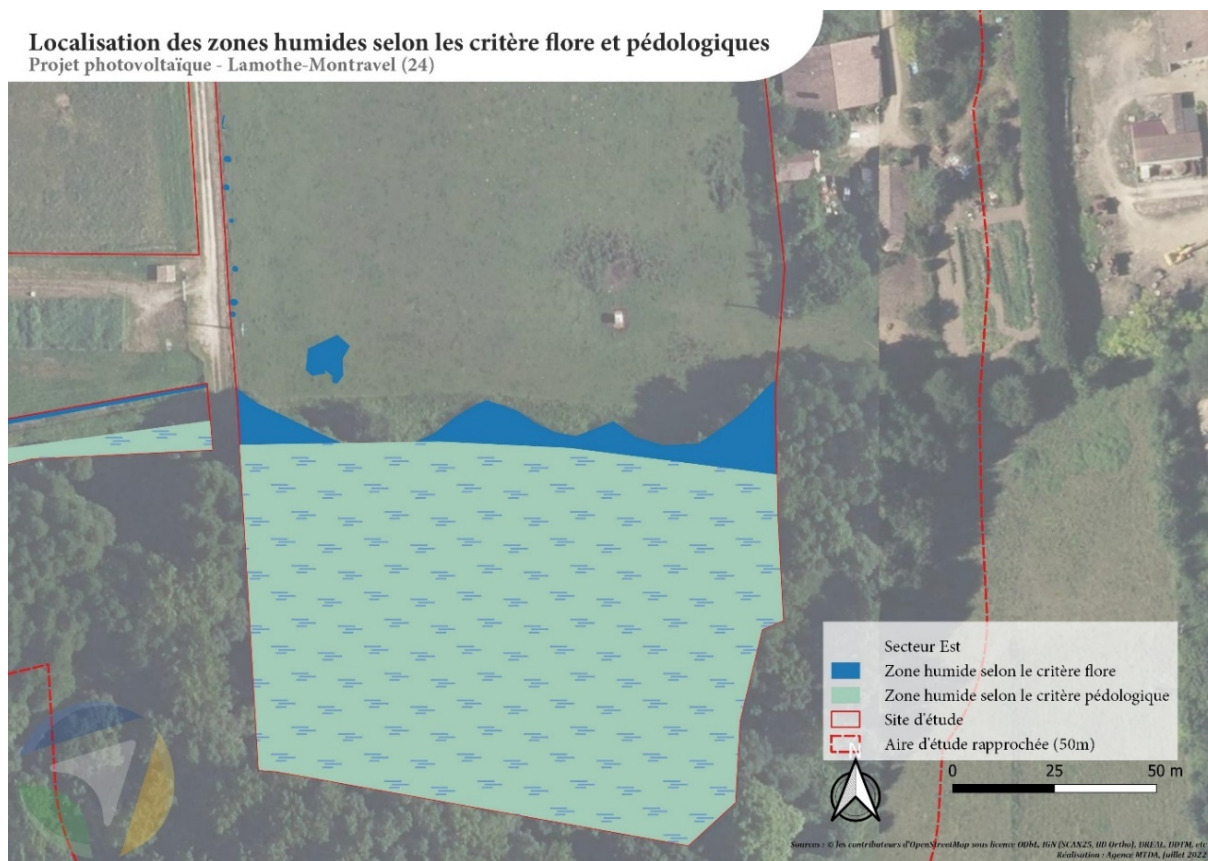 Localisation des zones humides selon les critère flore et pédologiques
Projet photovoltaïque - Lamothe-Montravel (24)
Secteur Est
Zone humide selon le critère flore
Zone humide selon le critère pédologique
Site d'étude
Aire d'étude rapprochée (50m)
N
0 25 50 m
Sources : © les contributeurs d'OpenStreetMap sous licence ODbL, IGN (SCAN25, HD Ortho), DREAL, DDTM, etc
Réalisation : Agence MTDA, juillet 2022